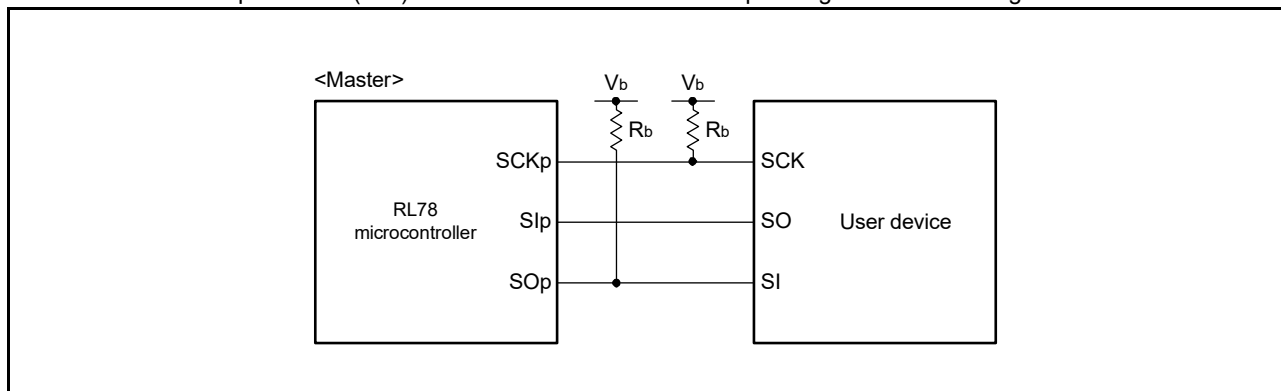 <Master>
Vb Vb
Rb Rb
SCKp SCK
RL78
microcontroller
SIp SO
User device
SOp SI